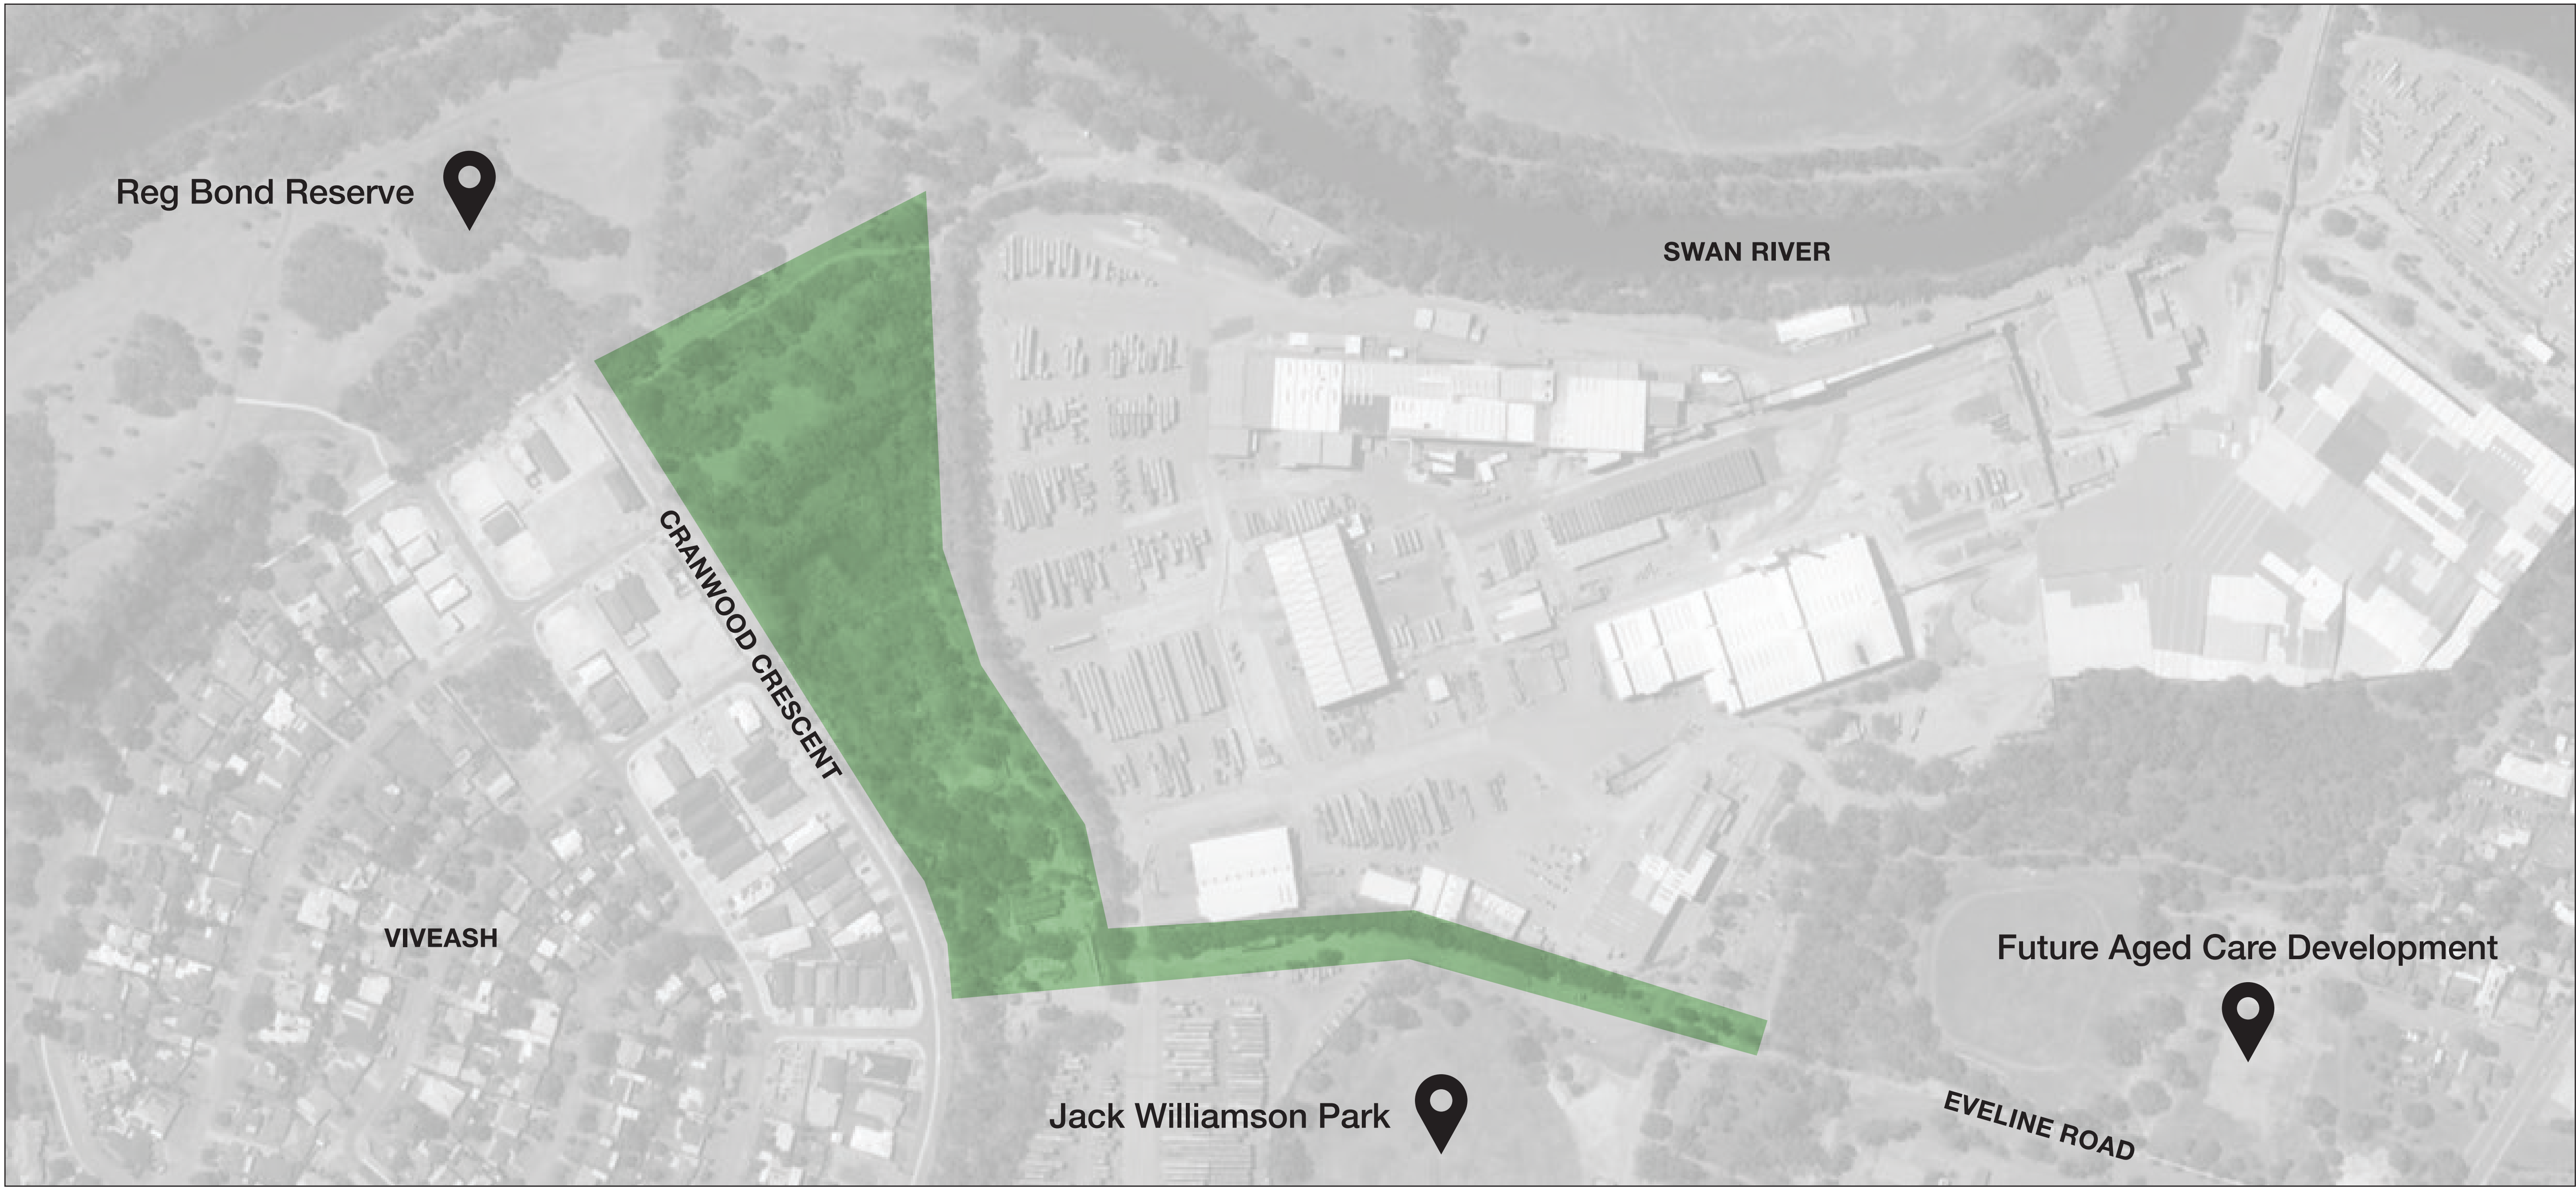 Reg Bond Reserve
SWAN RIVER
CRANWOOD CRESCENT
VIVEASH
Future Aged Care Development
Jack Williamson Park
EVELINE ROAD